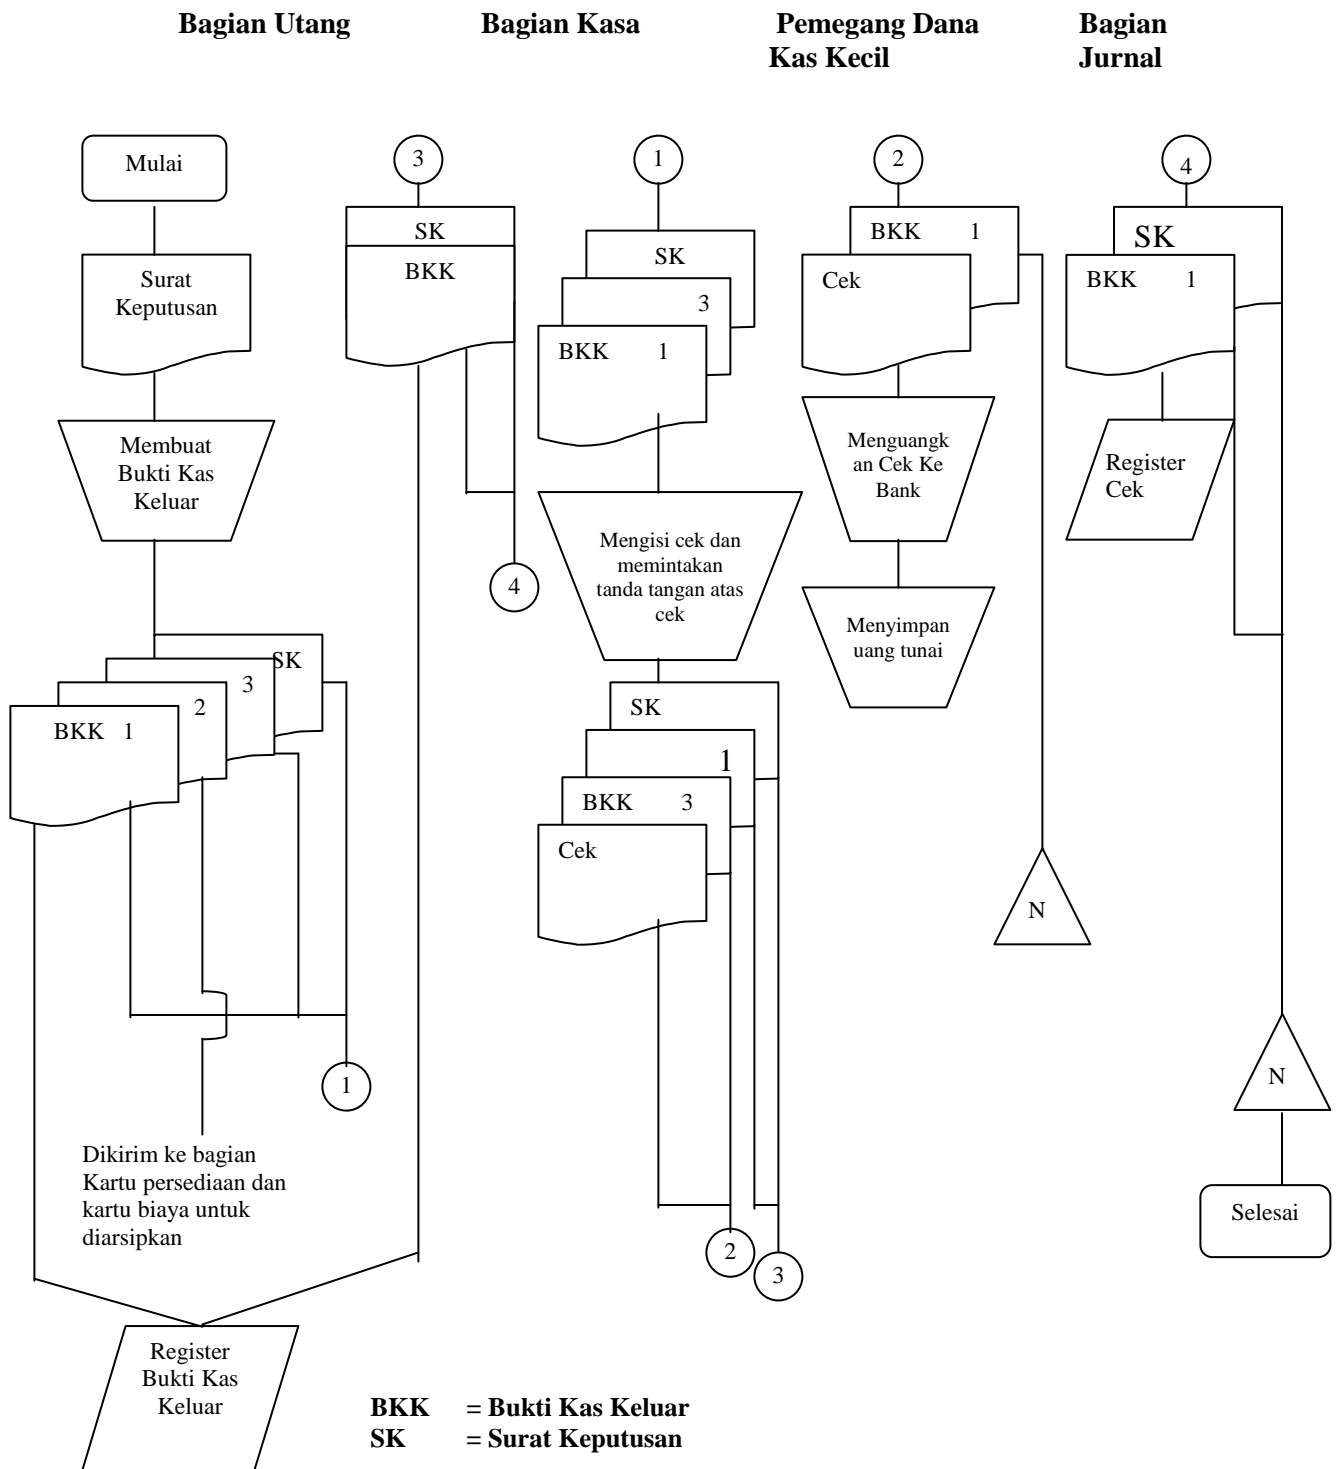 Bagian Utang
Bagian Kasa
Pemegang Dana
Kas Kecil
Bagian
Jurnal
Mulai
Surat
Keputusan
Membuat
Bukti Kas
Keluar
SK
3
2
BKK 1
1
Dikirim ke bagian
Kartu persediaan dan
kartu biaya untuk
diarsipkan
Register
Bukti Kas
Keluar
3
SK
BKK
4
1
SK
3
BKK 1
Mengisi cek dan
memintakan
tanda tangan atas
cek
SK
1
BKK 3
Cek
2
3
2
BKK 1
Cek
Menguangk
an Cek Ke
Bank
Menyimpan
uang tunai
N
4
SK
BKK 1
Register
Cek
N
Selesai
BKK = Bukti Kas Keluar
SK = Surat Keputusan